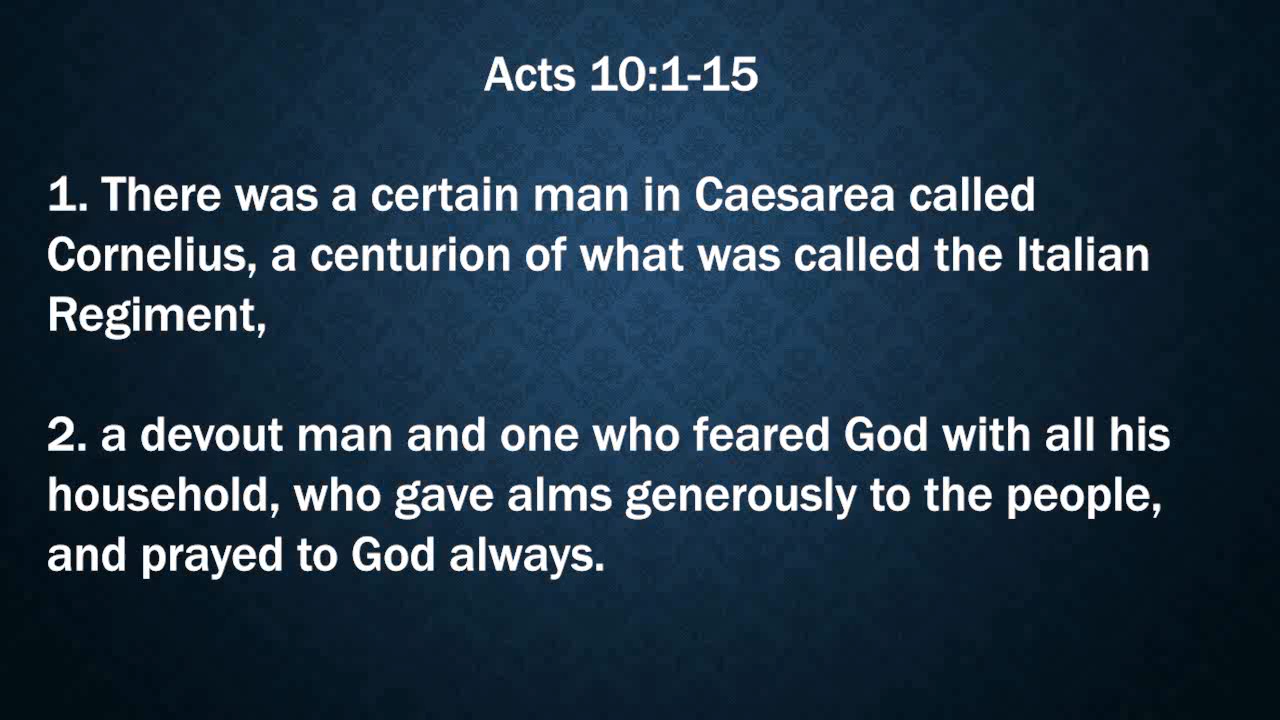 Acts 10:1-15
1. There was a certain man in Caesarea called
Cornelius, a centurion of what was called the Italian
Regiment,
2. a devout man and one who feared God with all his
household, who gave alms generously to the people,
and prayed to God always.